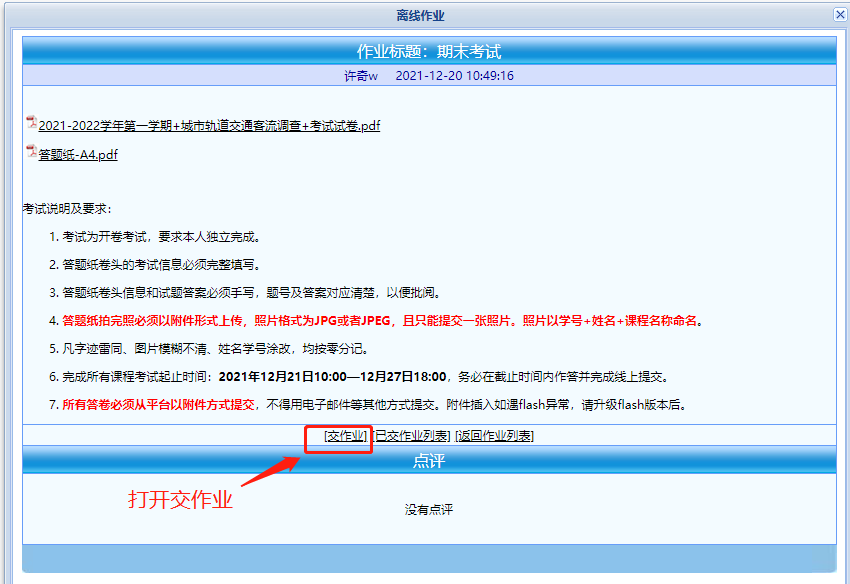 离线作业
作业标题：期末考试
许奇w 2021-12-20 10:49:16
2021-2022学年第一学期+城市轨道交通客流调查+考试试卷.pdf
答题纸-A4.pdf
考试说明及要求：
1. 考试为开卷考试，要求本人独立完成。
2. 答题纸卷头的考试信息必须完整填写。
3. 答题纸卷头信息和试题答案必须手写，题号及答案对应清楚，以便批阅。
4. 答题纸拍完照必须以附件形式上传，照片格式为JPG或者JPEG，且只能提交一张照片。照片以学号+姓名+课程名称命名。
5. 凡字迹雷同、图片模糊不清、姓名学号涂改，均按零分记。
6. 完成所有课程考试起止时间：2021年12月21日10:00—12月27日18:00，务必在截止时间内作答并完成线上提交。
7. 所有答卷必须从平台以附件方式提交，不得用电子邮件等其他方式提交。附件插入如遇flash异常，请升级flash版本后。
[交作业] [已交作业列表] [返回作业列表]
点评
打开交作业
没有点评